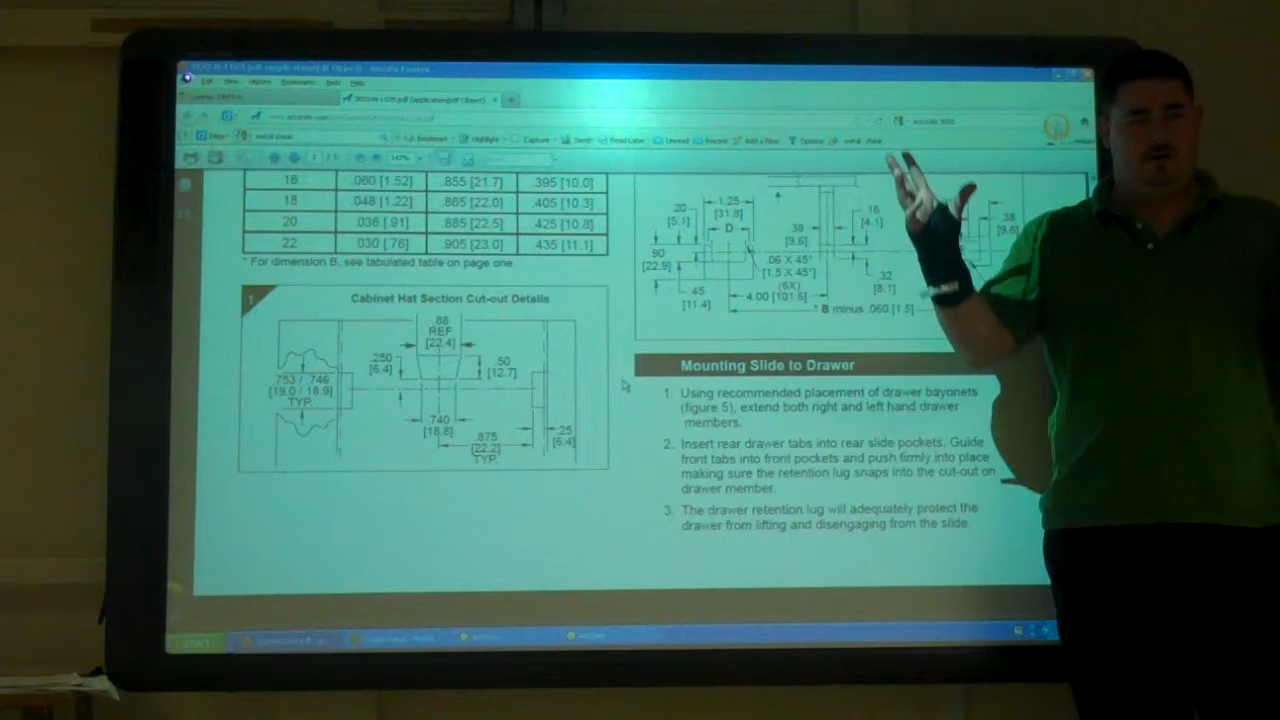 History Bookmarks Tools Help
Bookmark Highlight Capture
147%
16 .060 [1.52] .855 [21.7] .395 [10.0]
18 .048 [1.22] .865 [22.0] .405 [10.3]
20 .036 [.91] .885 [22.5] .425 [10.8]
22 .030 [.76] .905 [23.0] .435 [11.1]
* For dimension B, see tabulated table on page one.
1
Cabinet Hat Section Cut-out Details
.88
REF
[22.4]
.250
[6.4]
.50
[12.7]
.753 / .746
[19.0 / 18.9]
TYP.
.740
[18.8]
.875
[22.2]
TYP.
.25
[6.4]
.20
[5.1]
1.25
[31.8]
D
.38
[9.6]
.16
[4.1]
.38
[9.6]
.90
[22.9]
.06 X 45°
[1.5 X 45°]
(6X)
.32
[8.1]
.45
[11.4]
4.00 [101.6]
* B minus .060 [1.5]
Mounting Slide to Drawer
1. Using recommended placement of drawer bayonets
(figure 5), extend both right and left hand drawer
members.
2. Insert rear drawer tabs into rear slide pockets. Guide
front tabs into front pockets and push firmly into place
making sure the retention lug snaps into the cut-out on
drawer member.
3. The drawer retention lug will adequately protect the
drawer from lifting and disengaging from the slide